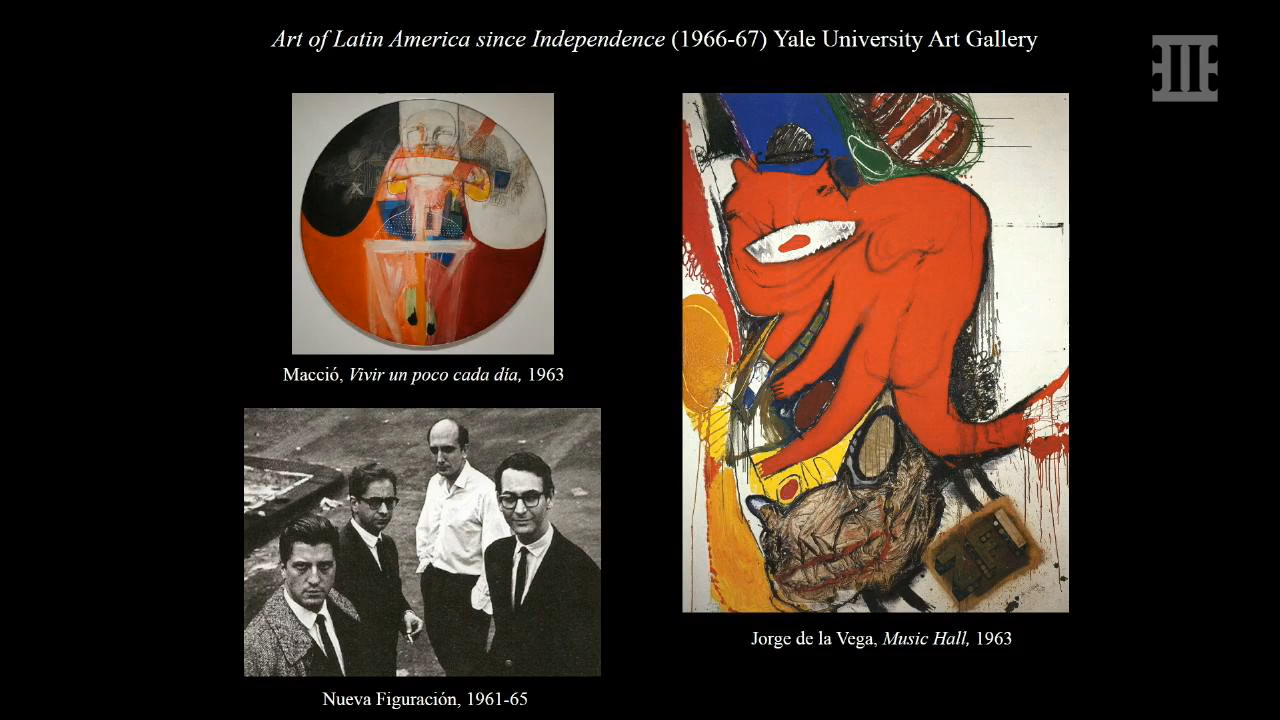 Art of Latin America since Independence (1966-67) Yale University Art Gallery
Macció, Vivir un poco cada día, 1963
Nueva Figuración, 1961-65
Jorge de la Vega, Music Hall, 1963